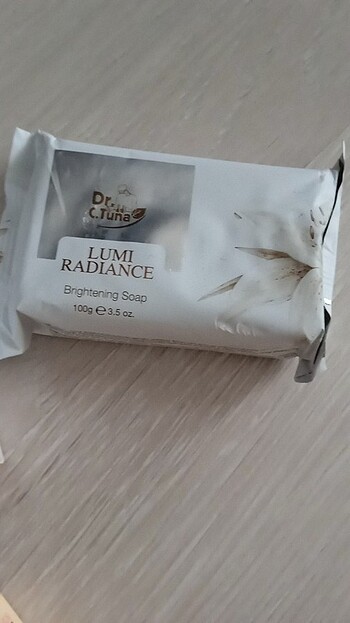 Dr.
C.Tuna
LUMI
RADIANCE
Brightening Soap
100g ℮ 3.5 oz.